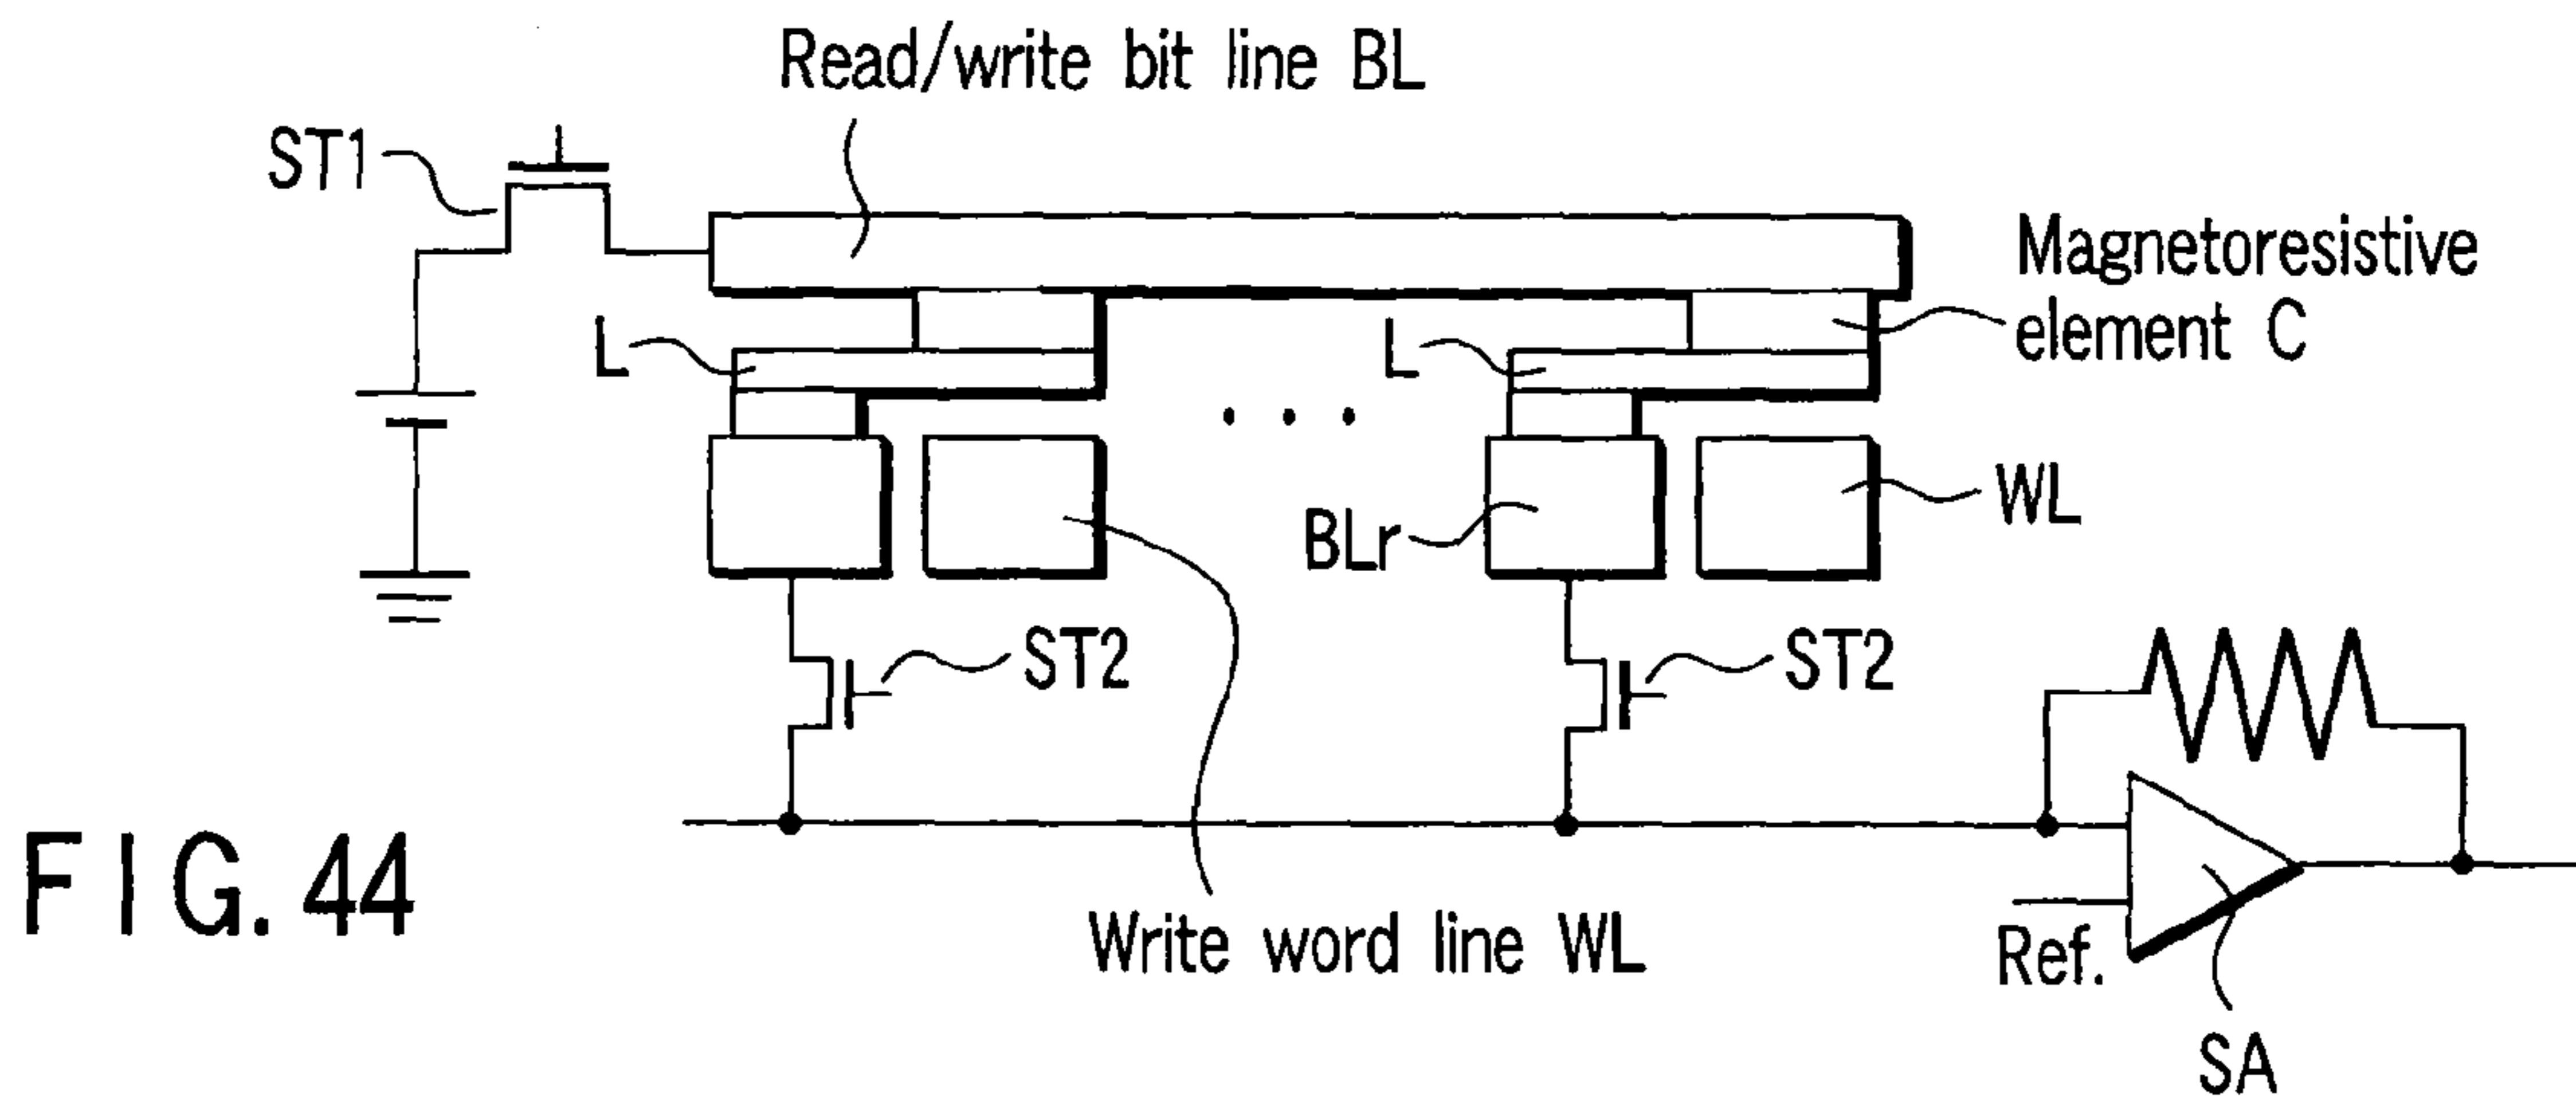 Read/write bit line BL
ST1
Magnetoresistive
element C
L
L
BLr
WL
ST2
ST2
FIG. 44
Write word line WL
Ref.
SA